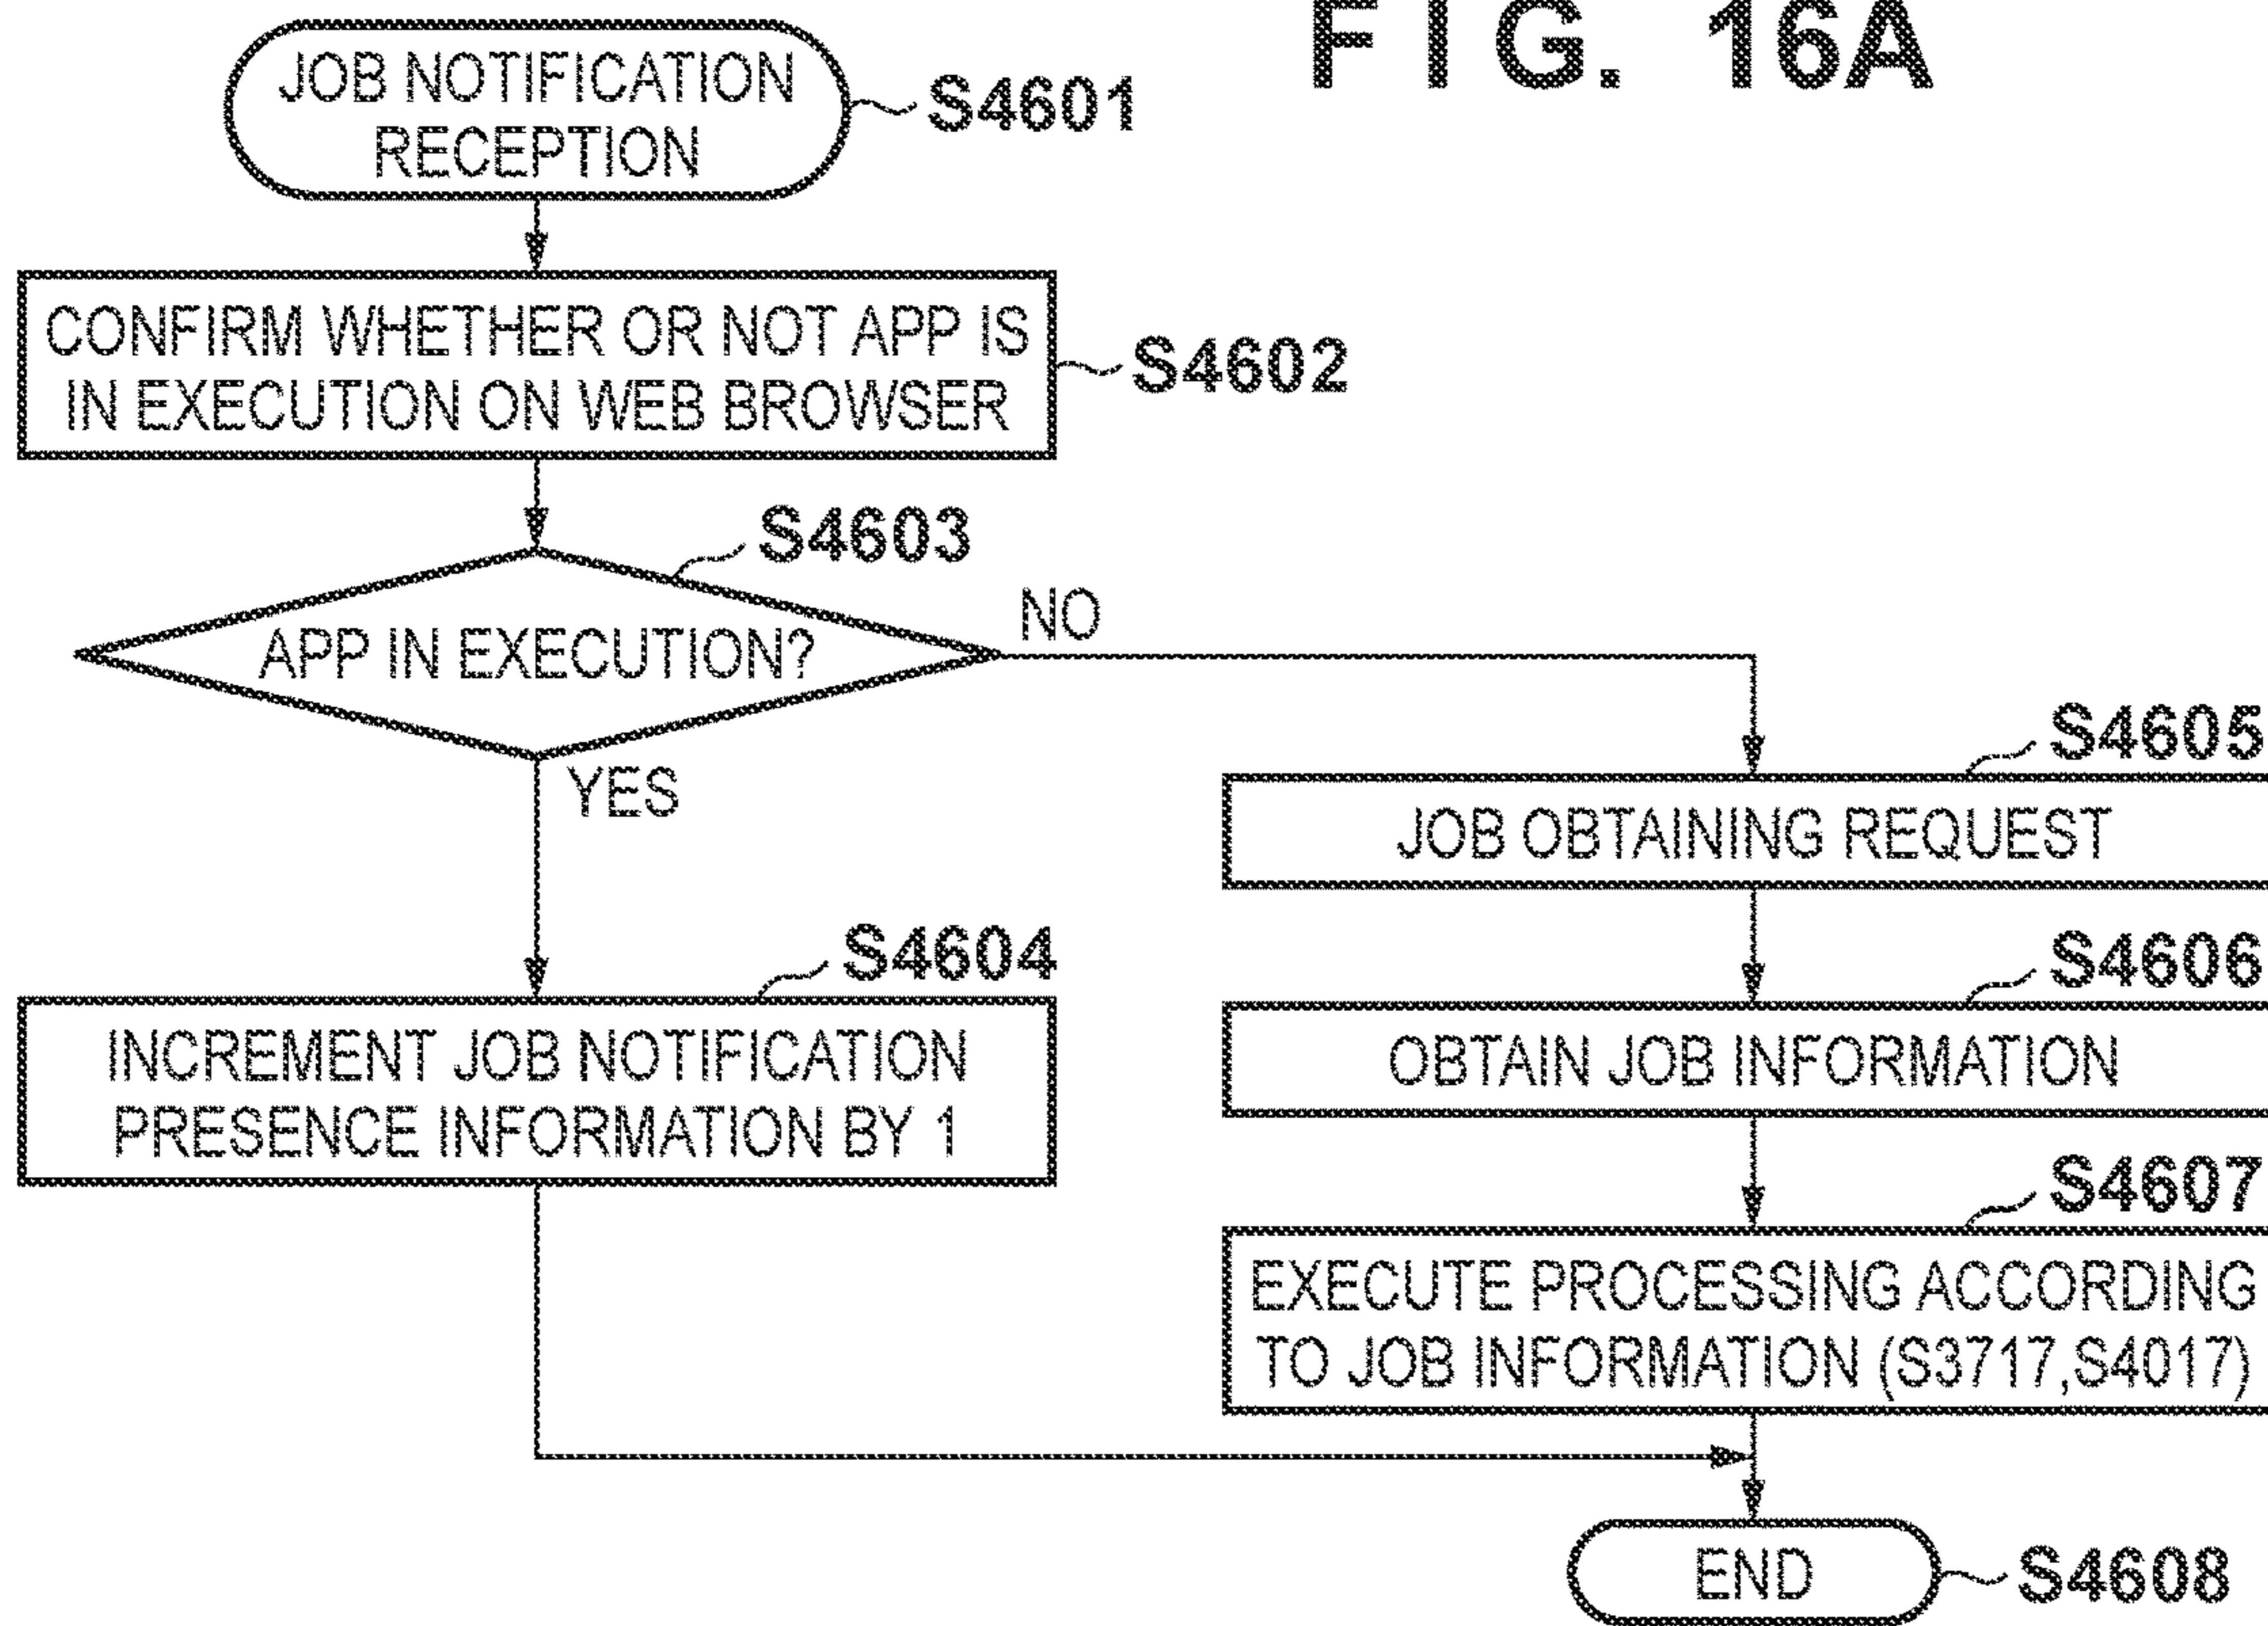 FIG. 16A
JOB NOTIFICATION
RECEPTION
S4601
CONFIRM WHETHER OR NOT APP IS
IN EXECUTION ON WEB BROWSER
S4602
S4603
APP IN EXECUTION?
NO
YES
S4604
INCREMENT JOB NOTIFICATION
PRESENCE INFORMATION BY 1
S4605
JOB OBTAINING REQUEST
S4606
OBTAIN JOB INFORMATION
S4607
EXECUTE PROCESSING ACCORDING
TO JOB INFORMATION (S3717,S4017)
END
S4608